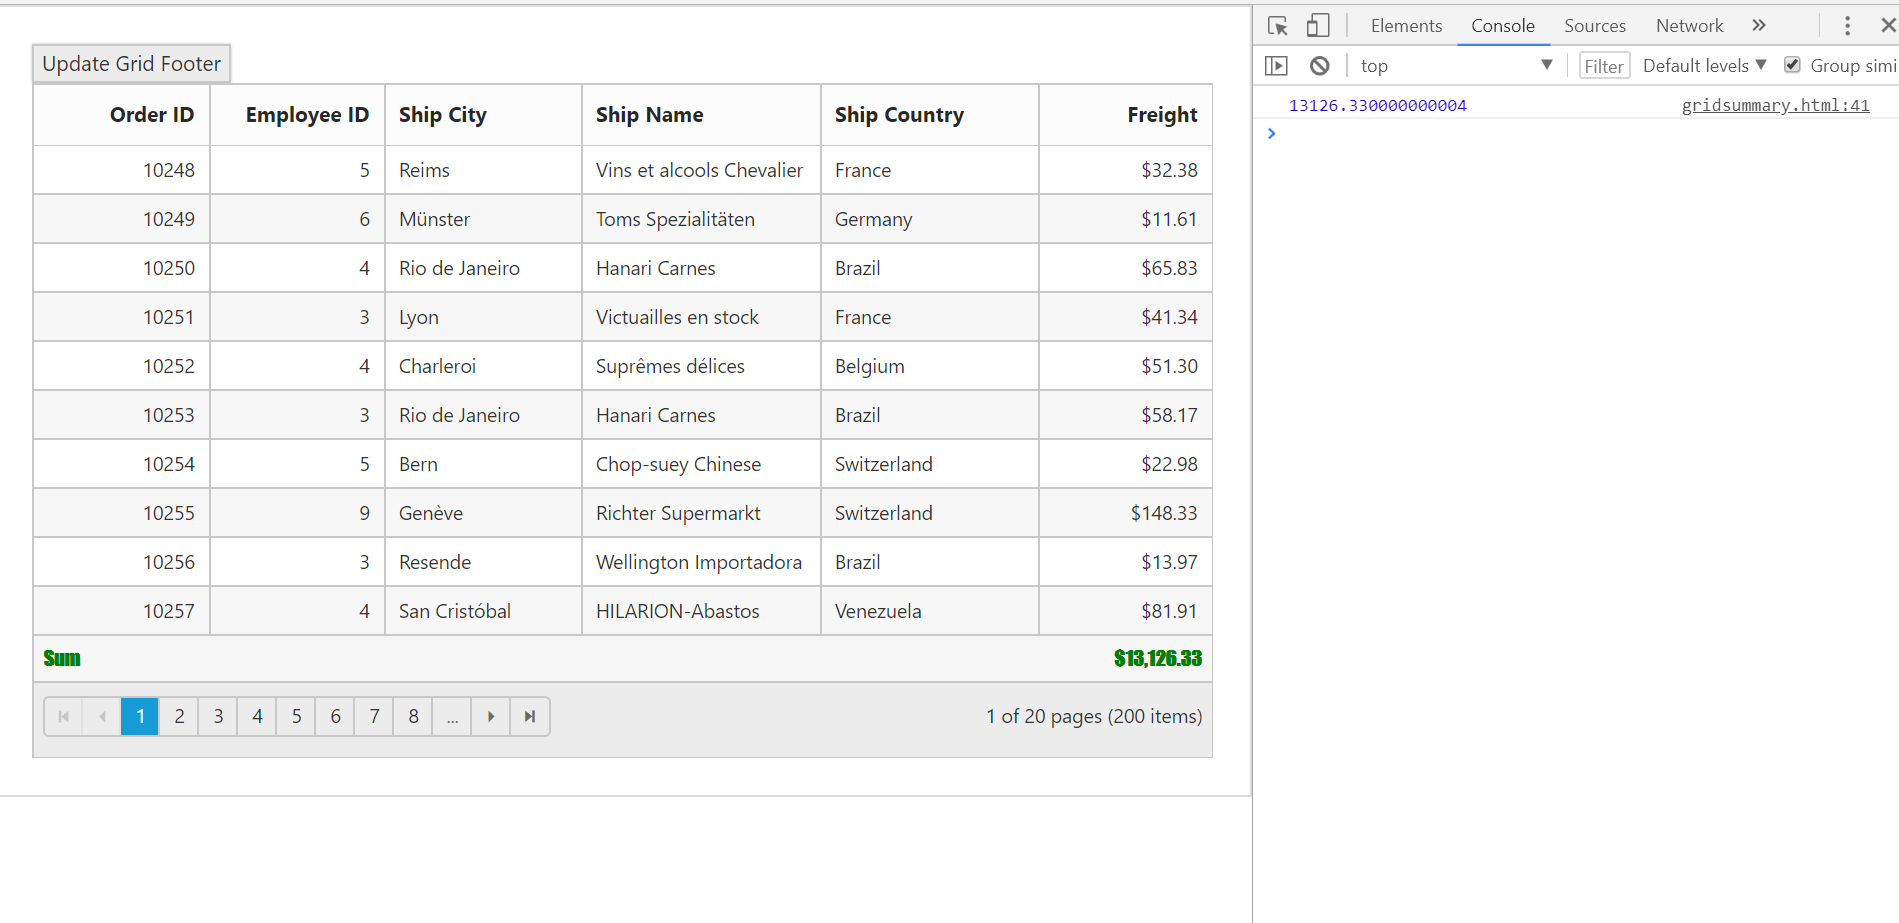 Update Grid Footer
Order ID Employee ID Ship City Ship Name Ship Country Freight
10248 5 Reims Vins et alcools Chevalier France $32.38
10249 6 Münster Toms Spezialitäten Germany $11.61
10250 4 Rio de Janeiro Hanari Carnes Brazil $65.83
10251 3 Lyon Victuailles en stock France $41.34
10252 4 Charleroi Suprêmes délices Belgium $51.30
10253 3 Rio de Janeiro Hanari Carnes Brazil $58.17
10254 5 Bern Chop-suey Chinese Switzerland $22.98
10255 9 Genève Richter Supermarkt Switzerland $148.33
10256 3 Resende Wellington Importadora Brazil $13.97
10257 4 San Cristóbal HILARION-Abastos Venezuela $81.91
Sum $13,126.33
1 2 3 4 5 6 7 8 ... 1 of 20 pages (200 items)
Elements Console Sources Network
top Filter Default levels Group simi
13126.330000000004 gridsummary.html:41